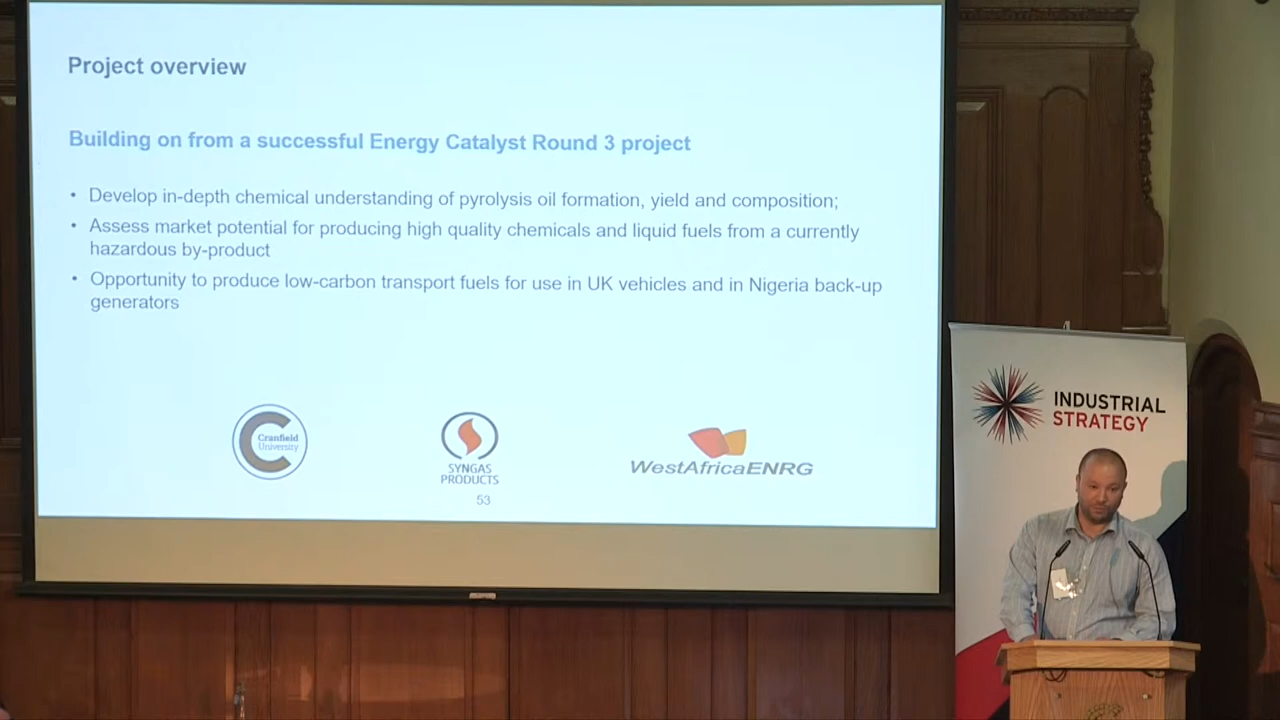 Project overview
Building on from a successful Energy Catalyst Round 3 project
• Develop in-depth chemical understanding of pyrolysis oil formation, yield and composition;
• Assess market potential for producing high quality chemicals and liquid fuels from a currently
hazardous by-product
• Opportunity to produce low-carbon transport fuels for use in UK vehicles and in Nigeria back-up
generators
Cranfield
University
SYNGAS
PRODUCTS
WestAfricaENRG
53
INDUSTRIAL
STRATEGY